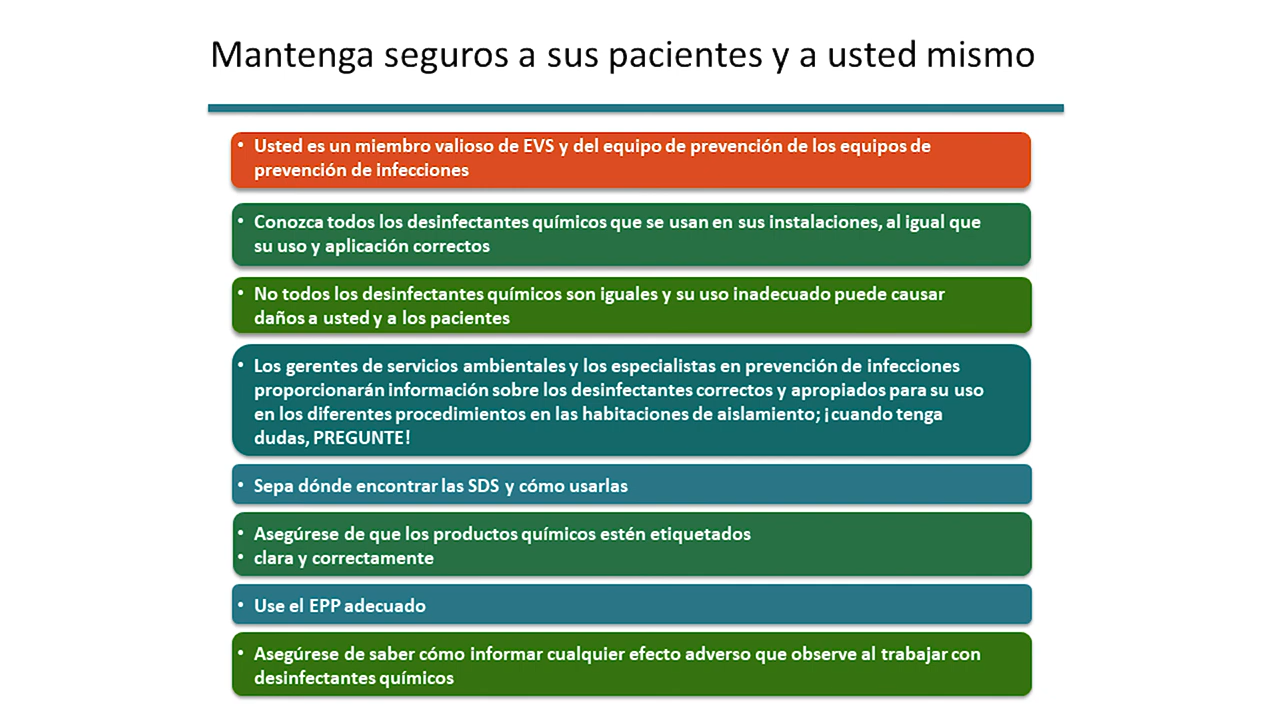 Mantenga seguros a sus pacientes y a usted mismo
• Usted es un miembro valioso de EVS y del equipo de prevención de los equipos de
prevención de infecciones
• Conozca todos los desinfectantes químicos que se usan en sus instalaciones, al igual que
su uso y aplicación correctos
• No todos los desinfectantes químicos son iguales y su uso inadecuado puede causar
daños a usted y a los pacientes
• Los gerentes de servicios ambientales y los especialistas en prevención de infecciones
proporcionarán información sobre los desinfectantes correctos y apropiados para su uso
en los diferentes procedimientos en las habitaciones de aislamiento; ¡cuando tenga
dudas, PREGUNTE!
• Sepa dónde encontrar las SDS y cómo usarlas
• Asegúrese de que los productos químicos estén etiquetados
• clara y correctamente
• Use el EPP adecuado
• Asegúrese de saber cómo informar cualquier efecto adverso que observe al trabajar con
desinfectantes químicos